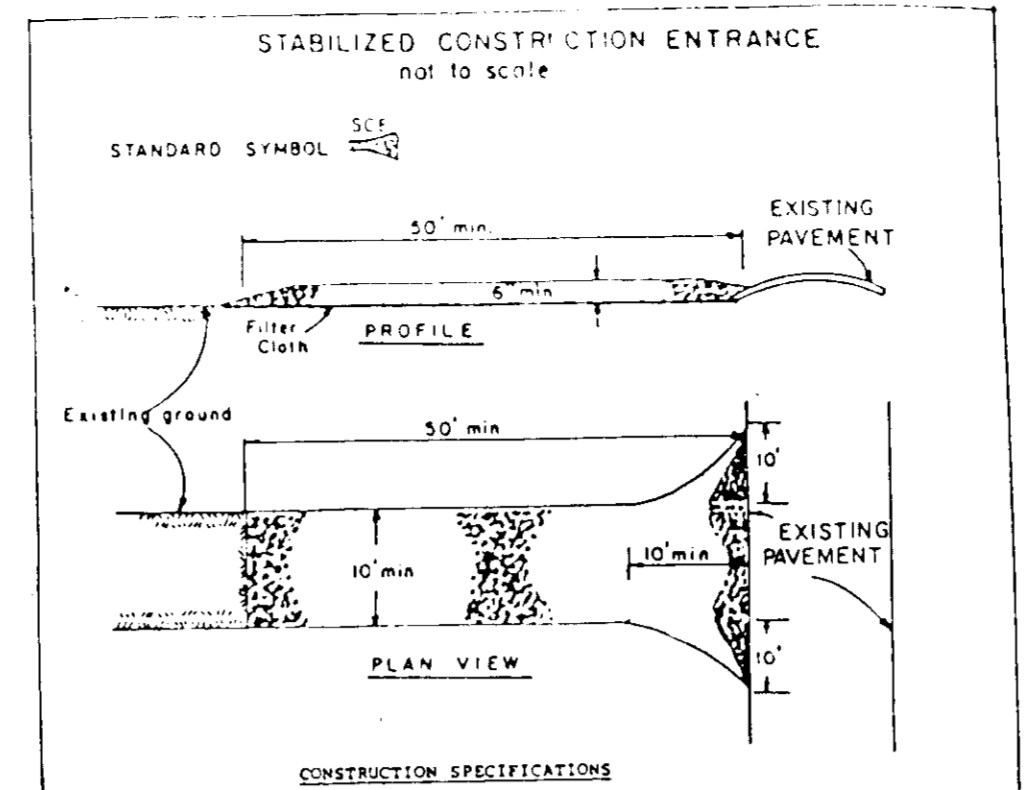 STABILIZED CONSTRUCTION ENTRANCE
not to scale
SCE
STANDARD SYMBOL
50' min.
EXISTING
PAVEMENT
6" min
Filter
Cloth
PROFILE
Existing ground
50' min
10'
EXISTING
PAVEMENT
10' min
10' min
10'
PLAN VIEW
CONSTRUCTION SPECIFICATIONS